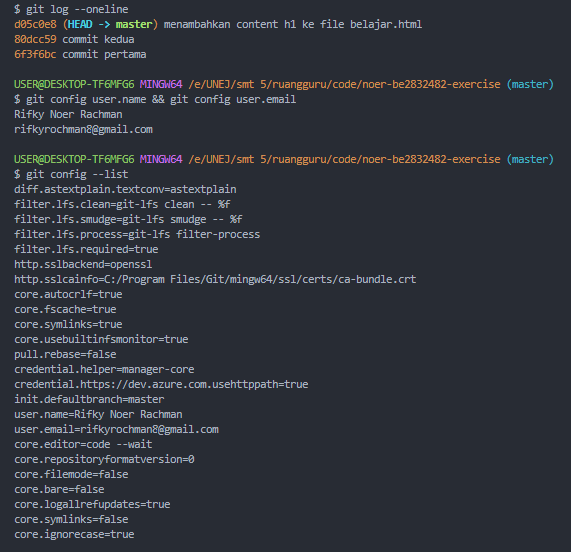 $ git log --oneline
d05c0e8 (HEAD -> master) menambahkan content h1 ke file belajar.html
80dcc59 commit kedua
6f3f6bc commit pertama
USER@DESKTOP-TF6MFG6 MINGW64 /e/UNEJ/smt 5/ruangguru/code/noer-be2832482-exercise (master)
$ git config user.name && git config user.email
Rifky Noer Rachman
rifkyrochman8@gmail.com
USER@DESKTOP-TF6MFG6 MINGW64 /e/UNEJ/smt 5/ruangguru/code/noer-be2832482-exercise (master)
$ git config --list
diff.astextplain.textconv=astextplain
filter.lfs.clean=git-lfs clean -- %f
filter.lfs.smudge=git-lfs smudge -- %f
filter.lfs.process=git-lfs filter-process
filter.lfs.required=true
http.sslbackend=openssl
http.sslcainfo=C:/Program Files/Git/mingw64/ssl/certs/ca-bundle.crt
core.autocrlf=true
core.fscache=true
core.symlinks=true
core.usebuiltinfsmonitor=true
pull.rebase=false
credential.helper=manager-core
credential.https://dev.azure.com.usehttppath=true
init.defaultbranch=master
user.name=Rifky Noer Rachman
user.email=rifkyrochman8@gmail.com
core.editor=code --wait
core.repositoryformatversion=0
core.filemode=false
core.bare=false
core.logallrefupdates=true
core.symlinks=false
core.ignorecase=true